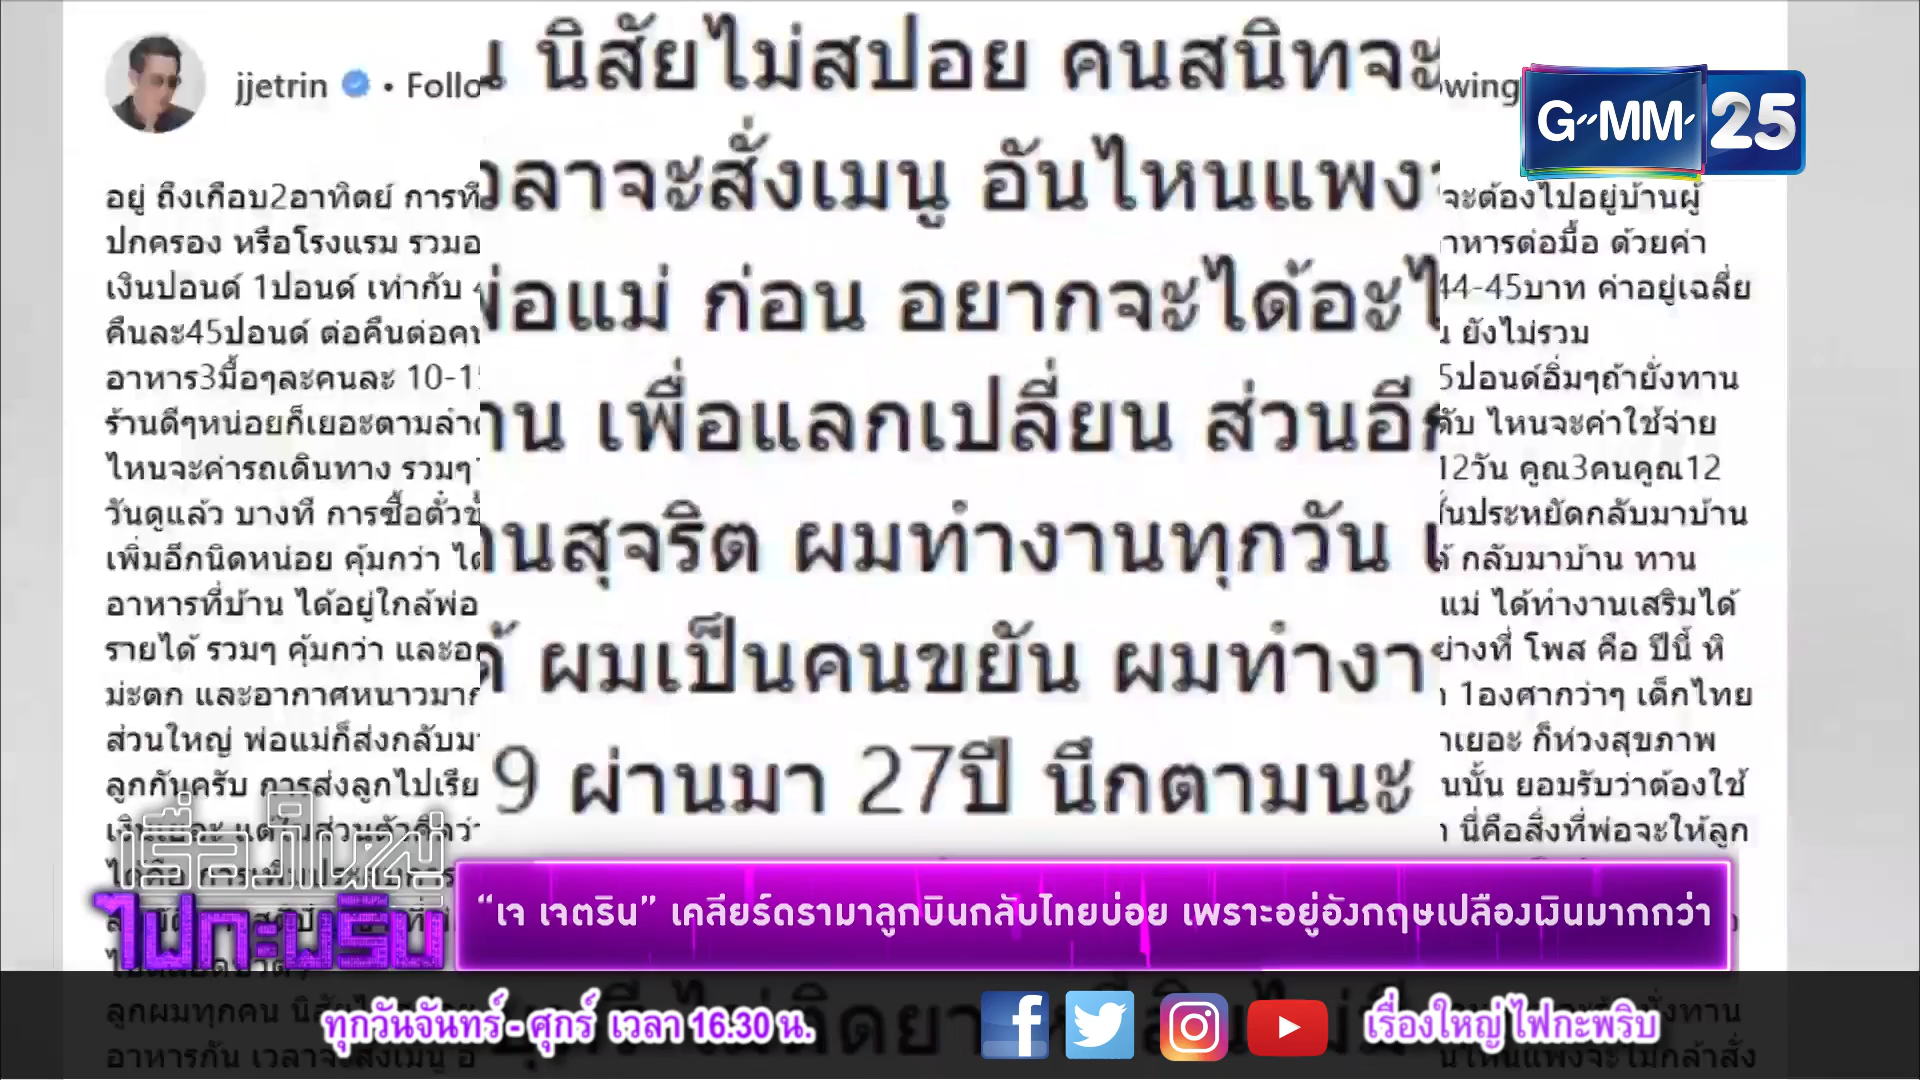 jjetrin • Follo
owing
G-MM 25
น นิสัยไม่สปอย คนสนิทจะ
วลาจะสั่งเมนู อันไหนแพง
พ่อแม่ ก่อน อยากจะได้อะไ
าน เพื่อแลกเปลี่ยน ส่วนอีก
านสุจริต ผมทำงานทุกวัน เ
ด้ ผมเป็นคนขยัน ผมทำงา
9 ผ่านมา 27ปี นึกตามนะ
อยู่ ถึงเกือบ2อาทิตย์ การที
ปกครอง หรือโรงแรม รวมอ
เงินปอนด์ 1ปอนด์ เท่ากับ
คืนละ45ปอนด์ ต่อคืนต่อคน
อาหาร3มื้อๆละคนละ 10-1
ร้านดีๆหน่อยก็เยอะตามลำด
ไหนจะค่ารถเดินทาง รวมๆ
วันดูแล้ว บางที การซื้อตั๋วชั
เพิ่มอีกนิดหน่อย คุ้มกว่า ได
อาหารที่บ้าน ได้อยู่ใกล้พ่อ
รายได้ รวมๆ คุ้มกว่า และอ
ม่ะตก และอากาศหนาวมาก
ส่วนใหญ่ พ่อแม่ก็ส่งกลับมา
ลูกกันครับ การส่งลูกไปเรีย
จะต้องไปอยู่บ้านผู้
าหารต่อมื้อ ด้วยค่า
44-45บาท ค่าอยู่เฉลี่ย
น ยังไม่รวม
5ปอนด์อิ่มๆถ้ายั่งทาน
ดับ ไหนจะค่าใช้จ่าย
12วัน คูณ3คนคูณ12
ั้นประหยัดกลับมาบ้าน
ด้ กลับมาบ้าน ทาน
แม่ ได้ทำงานเสริมได้
ย่างที่ โพส คือ ปีนี้ หิ
า 1องศากว่าๆ เด็กไทย
าเยอะ ก็ห่วงสุขภาพ
นนั้น ยอมรับว่าต้องใช้
า นี่คือสิ่งที่พ่อจะให้ลูก
เรื่องใหญ่
ไฟกะพริบ
“เจ เจตริน” เคลียร์ดรามาลูกบินกลับไทยบ่อย เพราะอยู่อังกฤษเปลืองเงินมากกว่า
ลูกผมทุกคน
อาหารกัน เวลาจะสั่งเมนู อ
ทุกวันจันทร์ - ศุกร์ เวลา 16.30 น.
เรื่องใหญ่ ไฟกะพริบ